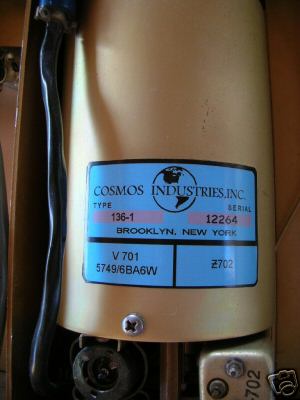 COSMOS INDUSTRIES, INC.
TYPE SERIAL
136-1 12264
BROOKLYN, NEW YORK
V 701
5749/6BA6W
Z702
-702